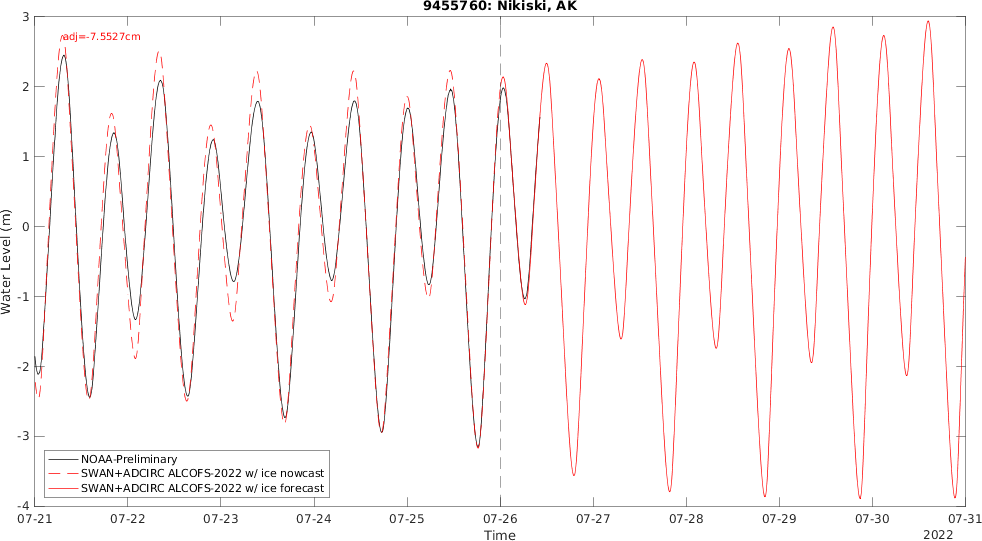 9455760: Nikiski, AK
adj=-7.5527cm
3
2
1
0
-1
-2
-3
-4
Water Level (m)
NOAA-Preliminary
SWAN+ADCIRC ALCOFS-2022 w/ ice nowcast
SWAN+ADCIRC ALCOFS-2022 w/ ice forecast
07-21 07-22 07-23 07-24 07-25 07-26 07-27 07-28 07-29 07-30 07-31
Time
2022